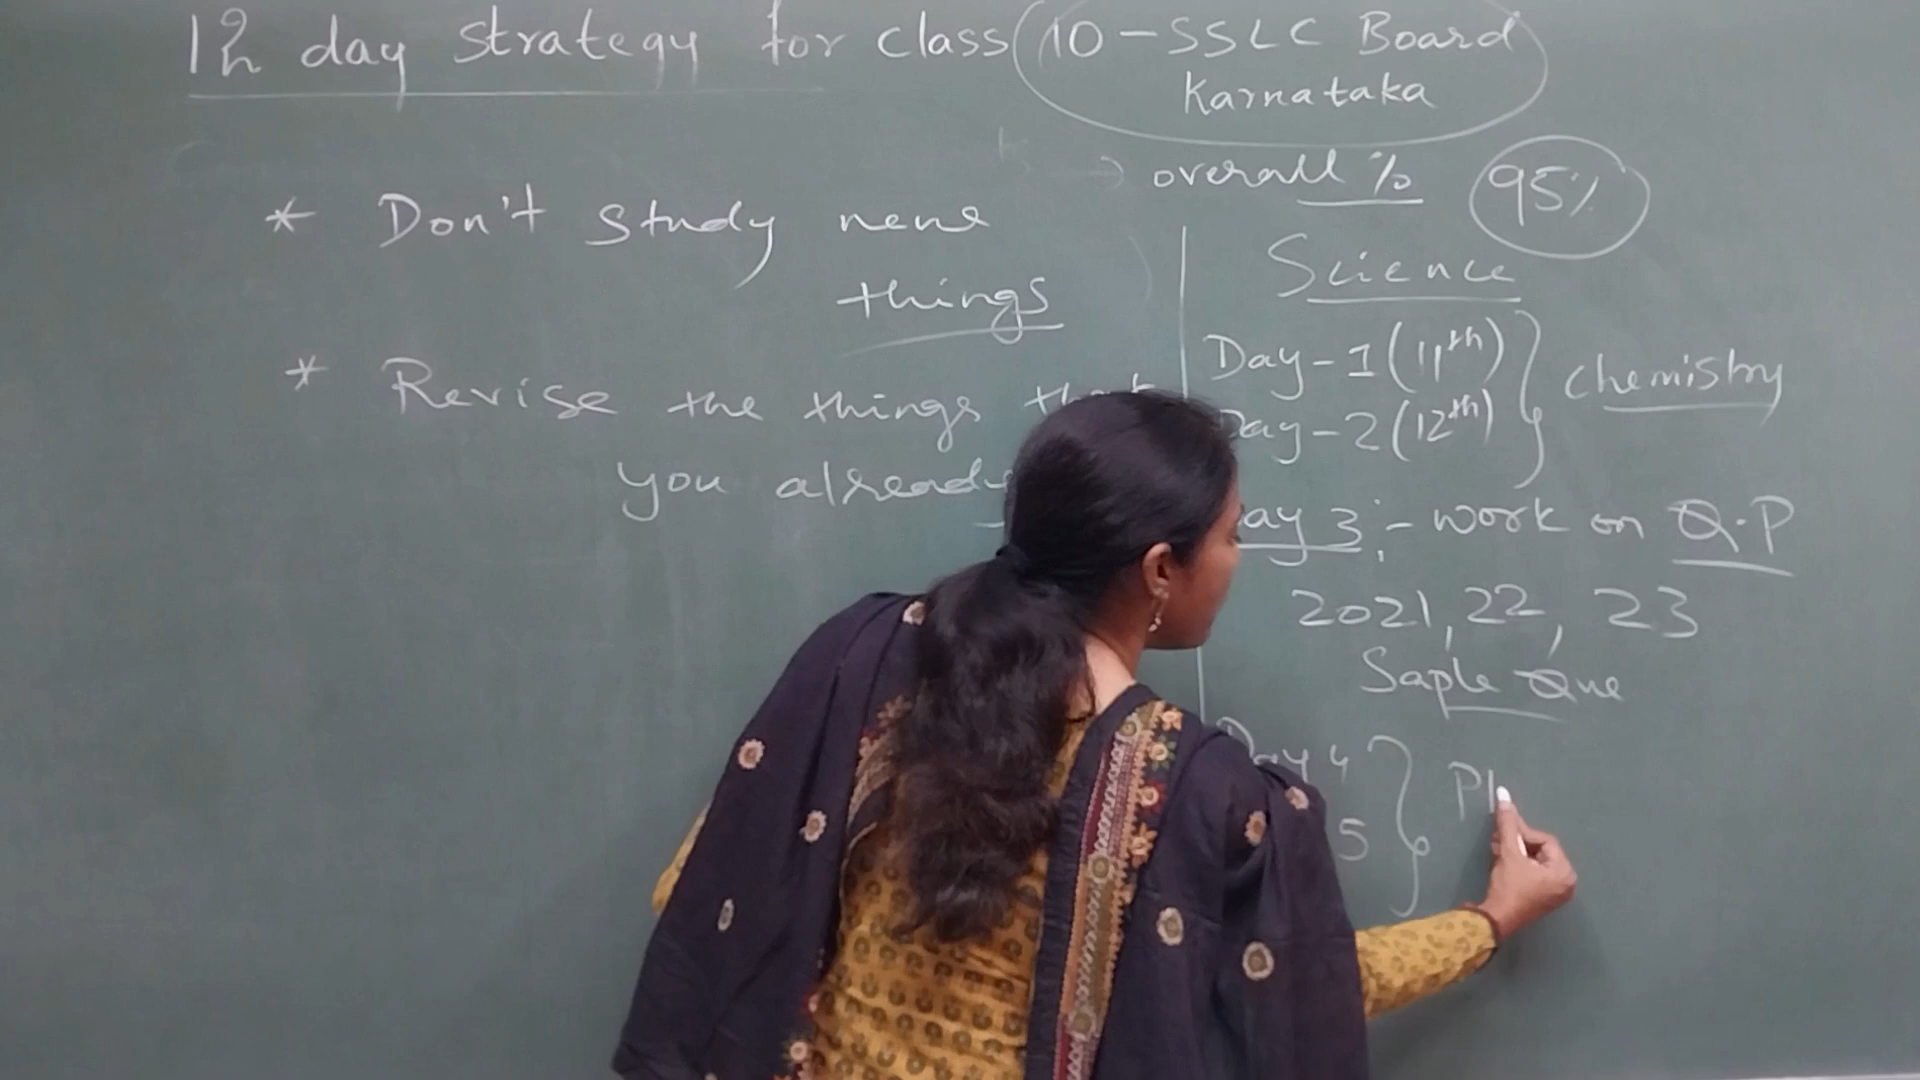 day strategy for class 10 - SSLC Board
Karnataka
→ overall % 95%
* Don't study new
things
* Revise the things that
you already
Science
Day - 1 (11th)
Day - 2 (12th)
chemistry
Day 3 :- work on Q.P
2021, 22, 23
Saple Que
Day 4
5
Ph